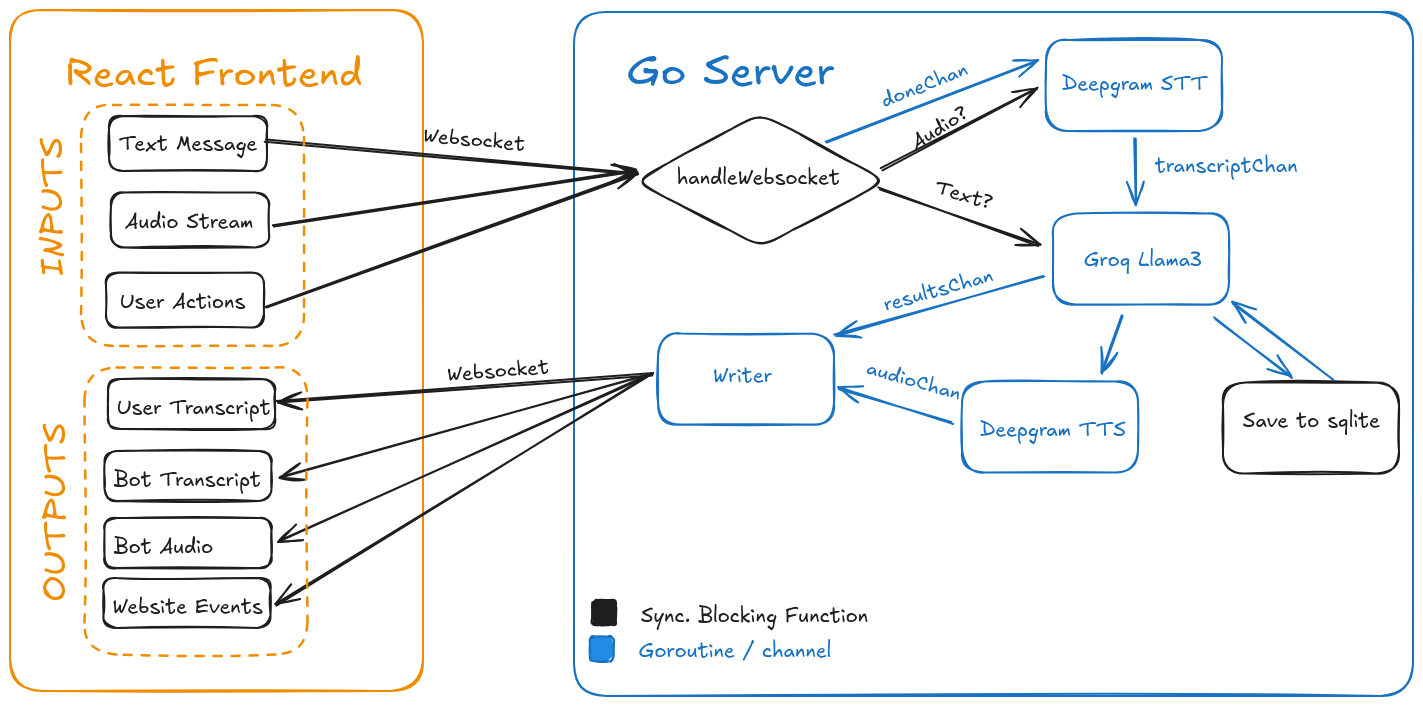 React Frontend
INPUTS
Text Message
Audio Stream
User Actions
OUTPUTS
User Transcript
Bot Transcript
Bot Audio
Website Events
Websocket
Websocket
Go Server
handleWebsocket
doneChan
Audio?
Text?
Deepgram STT
transcriptChan
Groq Llama3
resultsChan
Writer
audioChan
Deepgram TTS
Save to sqlite
Sync. Blocking Function
Goroutine / channel